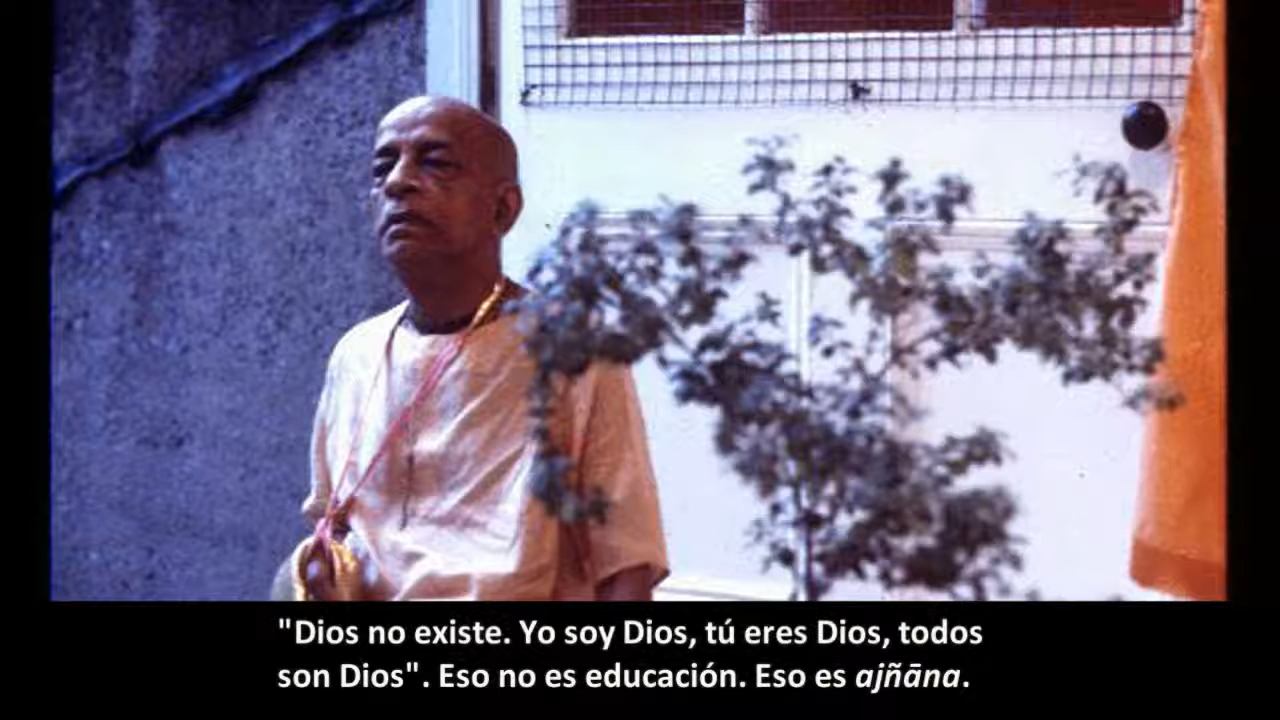 "Dios no existe. Yo soy Dios, tú eres Dios, todos
son Dios". Eso no es educación. Eso es ajñāna.